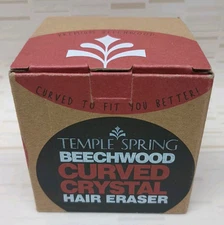 CURVED TO FIT YOU BETTER!
TEMPLE SPRING
BEECHWOOD
CURVED
CRYSTAL
HAIR ERASER